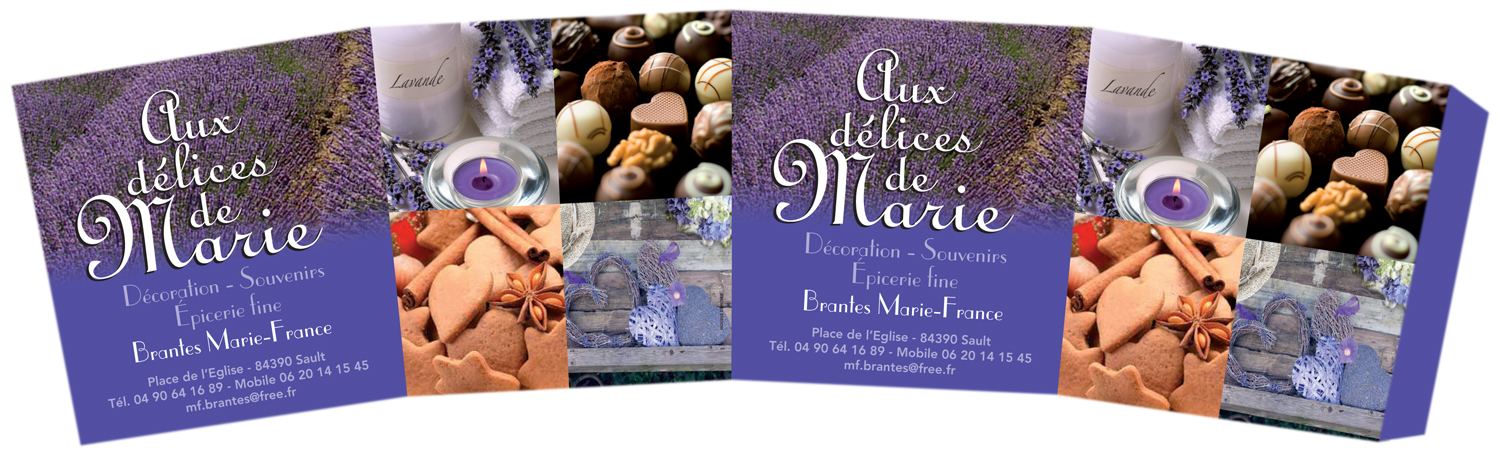 Aux
délices
de
Marie
Décoration - Souvenirs
Épicerie fine
Brantes Marie-France
Place de l'Eglise - 84390 Sault
Tél. 04 90 64 16 89 - Mobile 06 20 14 15 45
mf.brantes@free.fr
Lavande
Aux
délices
de
Marie
Décoration - Souvenirs
Épicerie fine
Brantes Marie-France
Place de l'Eglise - 84390 Sault
Tél. 04 90 64 16 89 - Mobile 06 20 14 15 45
mf.brantes@free.fr
Lavande